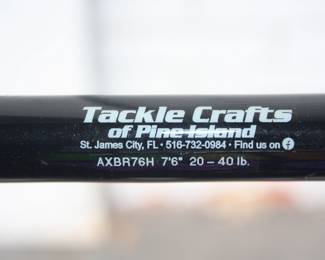 Tackle Crafts
of Pine Island
St. James City, FL • 516-732-0984 • Find us on f
AXBR76H 7'6" 20 – 40 lb.